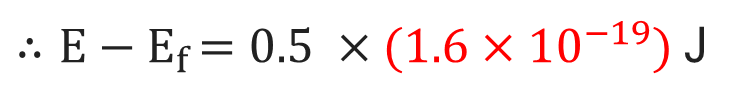 ∴ E − E_f = 0.5 × (1.6 × 10⁻¹⁹) J